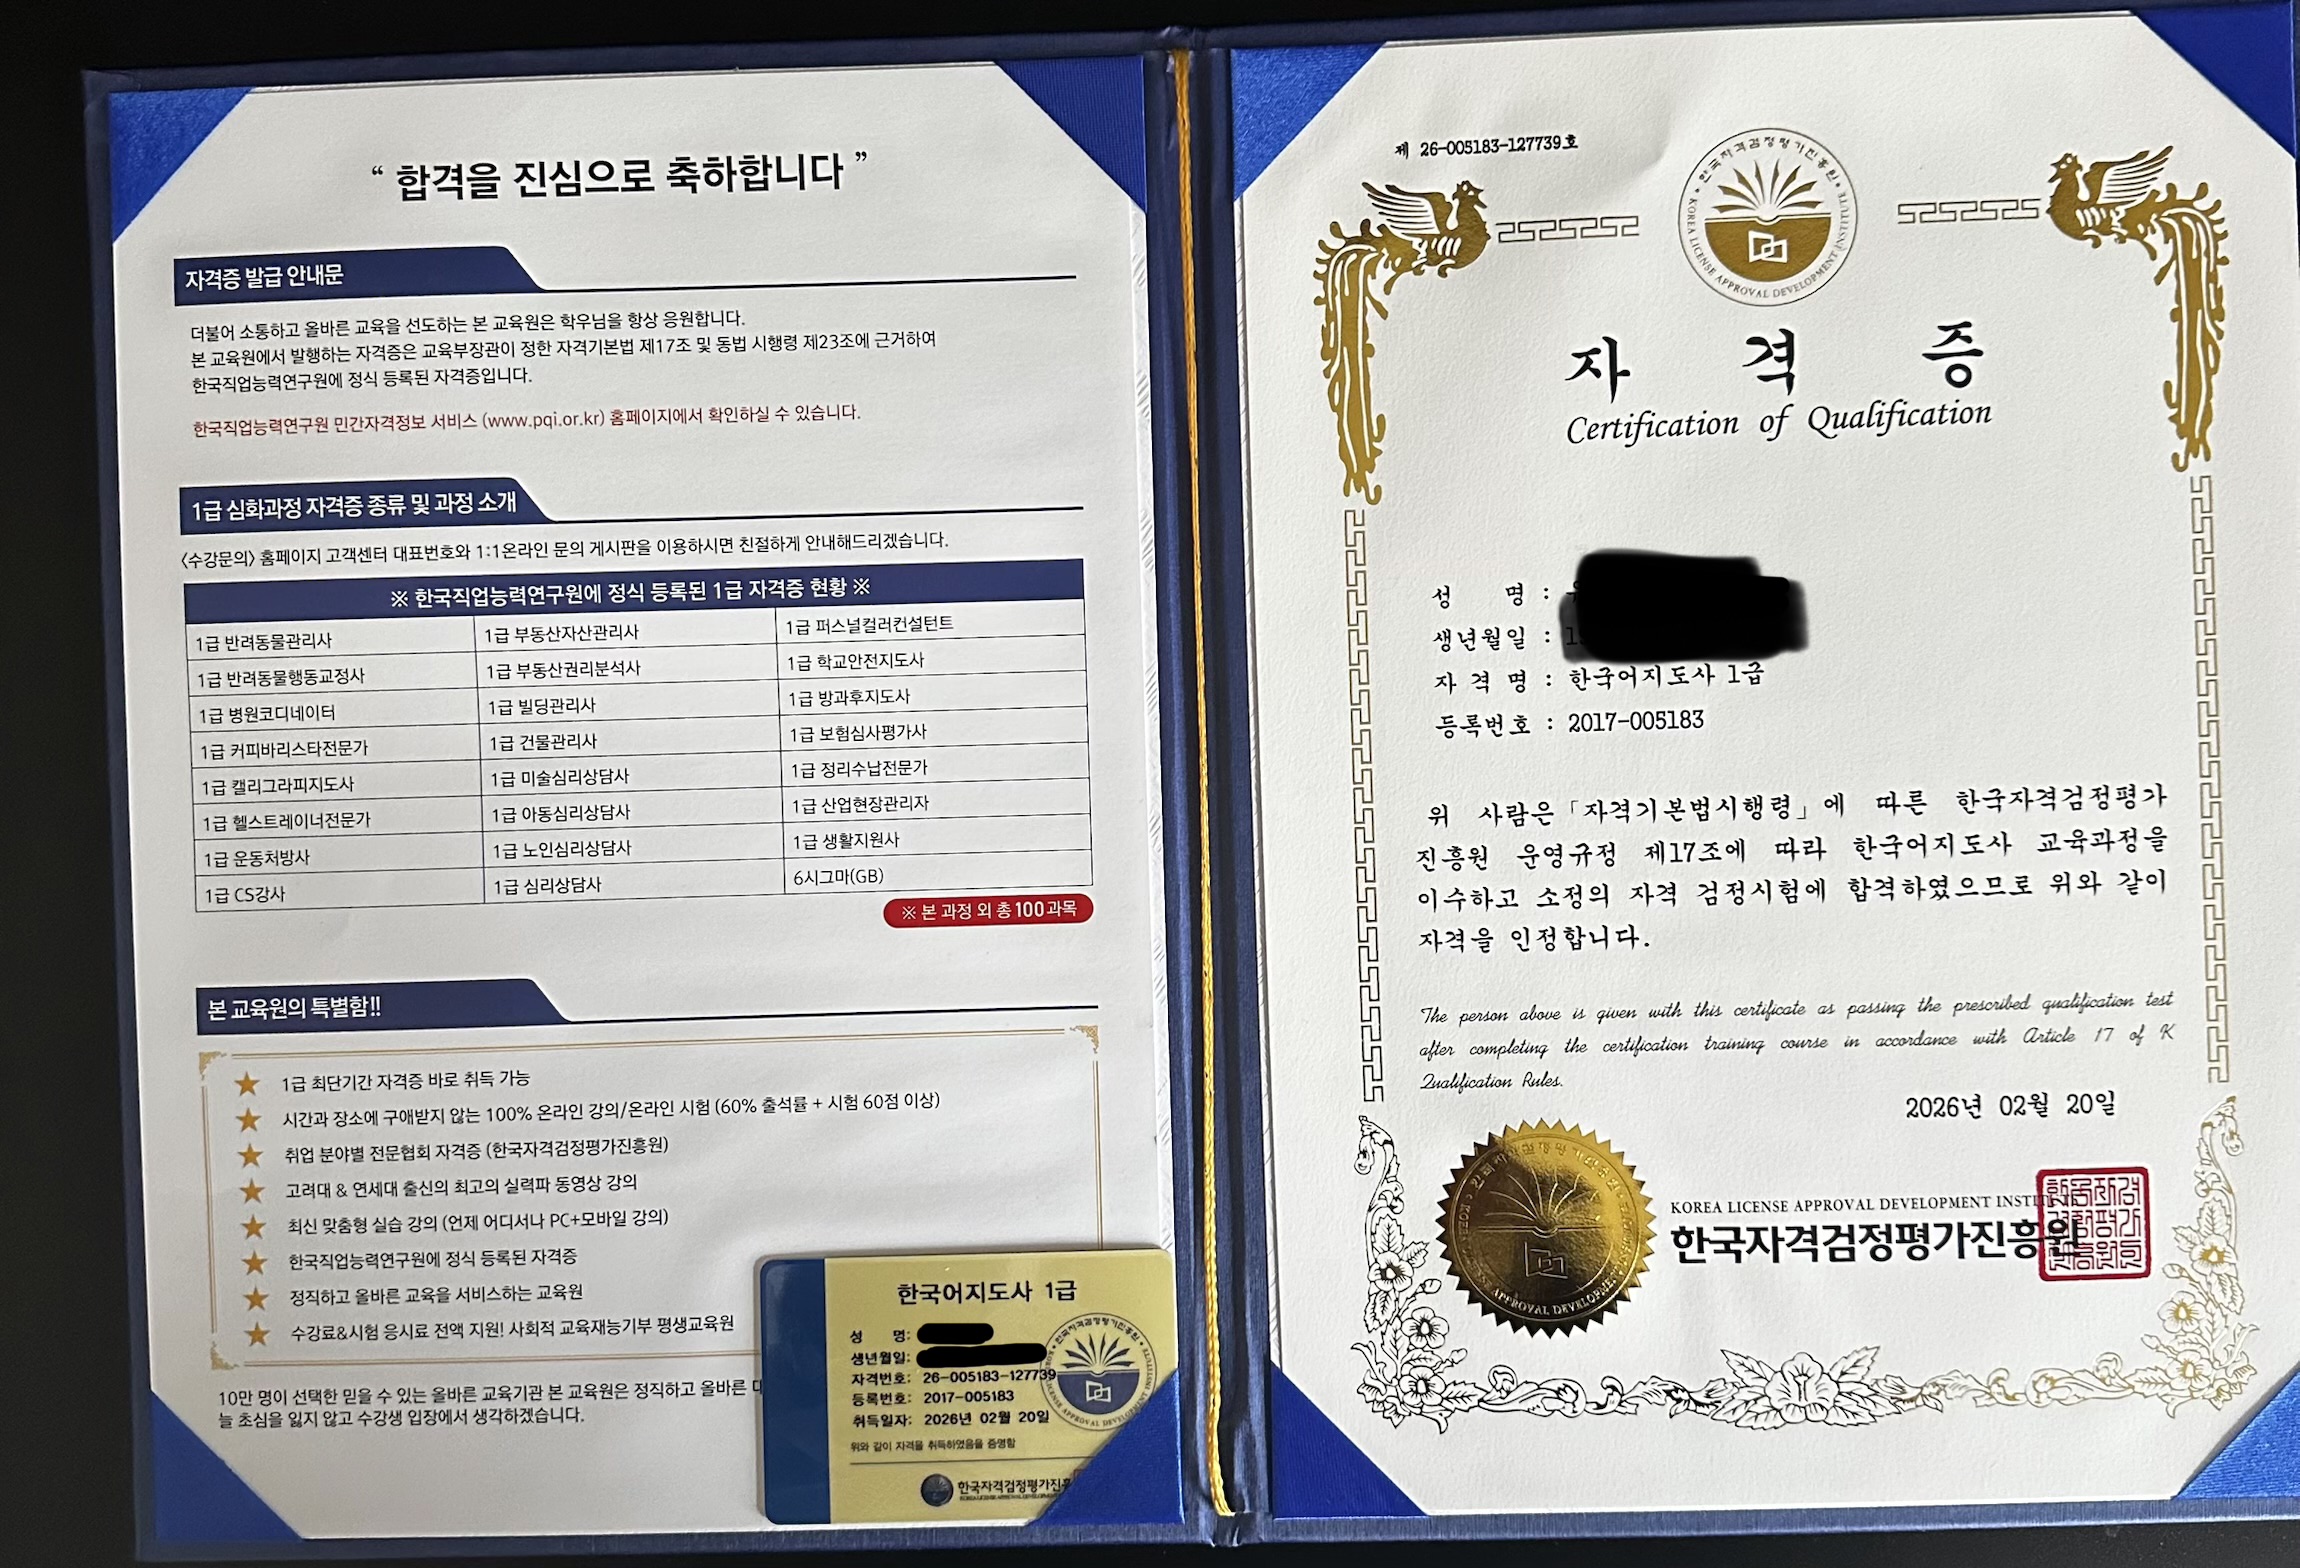 “ 합격을 진심으로 축하합니다 ”
자격증 발급 안내문
더불어 소통하고 올바른 교육을 선도하는 본 교육원은 학우님을 항상 응원합니다.
본 교육원에서 발행하는 자격증은 교육부장관이 정한 자격기본법 제17조 및 동법 시행령 제23조에 근거하여
한국직업능력연구원에 정식 등록된 자격증입니다.
한국직업능력연구원 민간자격정보 서비스 (www.pqi.or.kr) 홈페이지에서 확인하실 수 있습니다.
1급 심화과정 자격증 종류 및 과정 소개
<수강문의> 홈페이지 고객센터 대표번호와 1:1온라인 문의 게시판을 이용하시면 친절하게 안내해드리겠습니다.
※ 한국직업능력연구원에 정식 등록된 1급 자격증 현황 ※
1급 반려동물관리사 1급 부동산자산관리사 1급 퍼스널컬러컨설턴트
1급 반려동물행동교정사 1급 부동산권리분석사 1급 학교안전지도사
1급 병원코디네이터 1급 빌딩관리사 1급 방과후지도사
1급 커피바리스타전문가 1급 건물관리사 1급 보험심사평가사
1급 캘리그라피지도사 1급 미술심리상담사 1급 정리수납전문가
1급 헬스트레이너전문가 1급 아동심리상담사 1급 산업현장관리자
1급 운동처방사 1급 노인심리상담사 1급 생활지원사
1급 CS강사 1급 심리상담사 6시그마(GB)
※ 본 과정 외 총 100과목
본 교육원의 특별함!!
1급 최단기간 자격증 바로 취득 가능
시간과 장소에 구애받지 않는 100% 온라인 강의/온라인 시험 (60% 출석률 + 시험 60점 이상)
취업 분야별 전문협회 자격증 (한국자격검정평가진흥원)
고려대 & 연세대 출신의 최고의 실력파 동영상 강의
최신 맞춤형 실습 강의 (언제 어디서나 PC+모바일 강의)
한국직업능력연구원에 정식 등록된 자격증
정직하고 올바른 교육을 서비스하는 교육원
수강료&시험 응시료 전액 지원! 사회적 교육재능기부 평생교육원
10만 명이 선택한 믿을 수 있는 올바른 교육기관 본 교육원은 정직하고 올바른
늘 초심을 잃지 않고 수강생 입장에서 생각하겠습니다.
한국어지도사 1급
성 명:
생년월일:
자격번호: 26-005183-127739
등록번호: 2017-005183
취득일자: 2026년 02월 20일
위와 같이 자격을 취득하였음을 증명함
한국자격검정평가진흥
제 26-005183-127739호
한국자격검정평가진흥원
KOREA LICENSE APPROVAL DEVELOPMENT INSTITUTE
자 격 증
Certification of Qualification
성 명 :
생년월일 :
자 격 명 : 한국어지도사 1급
등록번호 : 2017-005183
위 사람은 「자격기본법시행령」에 따른 한국자격검정평가
진흥원 운영규정 제17조에 따라 한국어지도사 교육과정을
이수하고 소정의 자격 검정시험에 합격하였으므로 위와 같이
자격을 인정합니다.
The person above is given with this certificate as passing the prescribed qualification test
after completing the certification training course in accordance with Article 17 of K
Qualification Rules.
2026년 02월 20일
KOREA LICENSE APPROVAL DEVELOPMENT INSTITUTE
한국자격검정평가진흥원